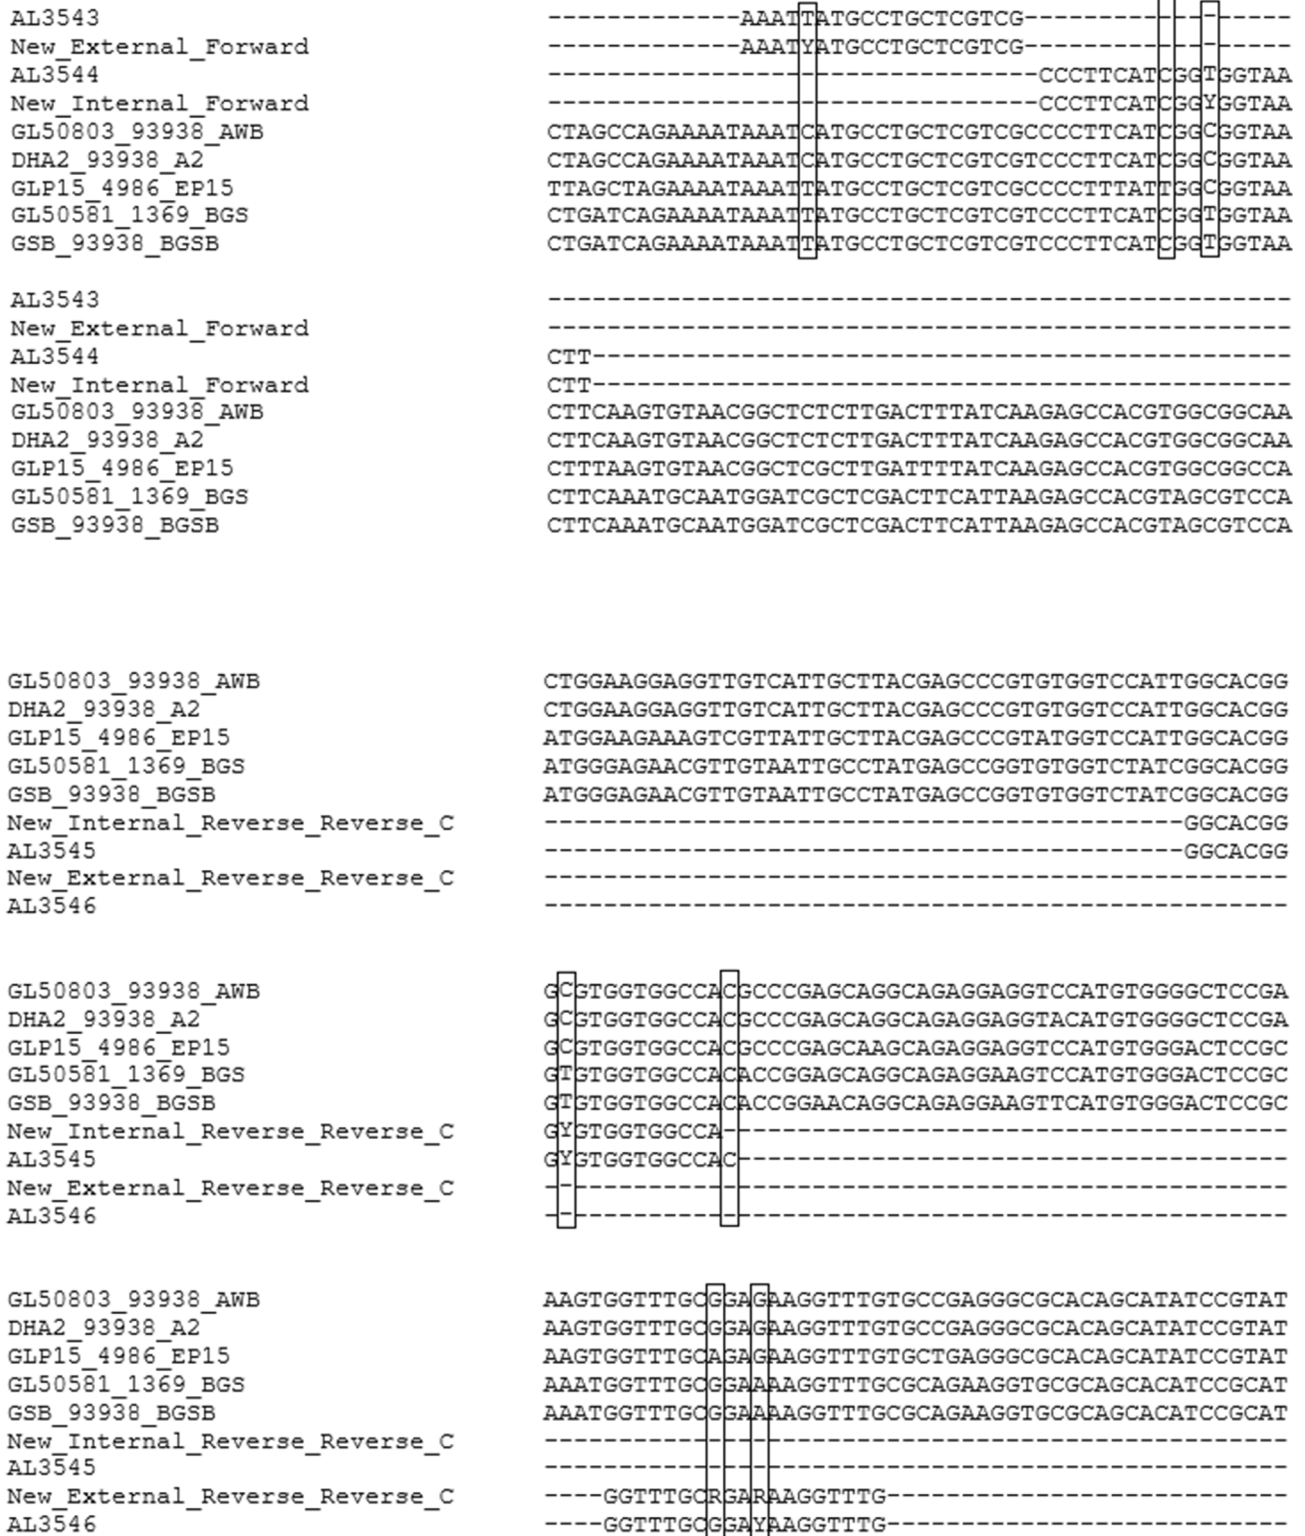 AL3543 -------------AAATTATGCCTGCTCGTCG------------------
New_External_Forward -------------AAATYATGCCTGCTCGTCG------------------
AL3544 ---------------------------------CCCTTCATCGGTGGTAA
New_Internal_Forward ---------------------------------CCCTTCATCGGYGGTAA
GL50803_93938_AWB CTAGCCAGAAAATAAATCATGCCTGCTCGTCGCCCCTTCATCGGCGGTAA
DHA2_93938_A2 CTAGCCAGAAAATAAATCATGCCTGCTCGTCGTCCCTTCATCGGCGGTAA
GLP15_4986_EP15 TTAGCTAGAAAATAAATTATGCCTGCTCGTCGCCCCTTTATTGGCGGTAA
GL50581_1369_BGS CTGATCAGAAAATAAATTATGCCTGCTCGTCGTCCCTTCATCGGTGGTAA
GSB_93938_BGSB CTGATCAGAAAATAAATTATGCCTGCTCGTCGTCCCTTCATCGGTGGTAA
AL3543 --------------------------------------------------
New_External_Forward --------------------------------------------------
AL3544 CTT-----------------------------------------------
New_Internal_Forward CTT-----------------------------------------------
GL50803_93938_AWB CTTCAAGTGTAACGGCTCTCTTGACTTTATCAAGAGCCACGTGGCGGCAA
DHA2_93938_A2 CTTCAAGTGTAACGGCTCTCTTGACTTTATCAAGAGCCACGTGGCGGCAA
GLP15_4986_EP15 CTTTAAGTGTAACGGCTCGCTTGATTTTATCAAGAGCCACGTGGCGGCCA
GL50581_1369_BGS CTTCAAATGCAATGGATCGCTCGACTTCATTAAGAGCCACGTAGCGTCCA
GSB_93938_BGSB CTTCAAATGCAATGGATCGCTCGACTTCATTAAGAGCCACGTAGCGTCCA
GL50803_93938_AWB CTGGAAGGAGGTTGTCATTGCTTACGAGCCCGTGTGGTCCATTGGCACGG
DHA2_93938_A2 CTGGAAGGAGGTTGTCATTGCTTACGAGCCCGTGTGGTCCATTGGCACGG
GLP15_4986_EP15 ATGGAAGAAAGTCGTTATTGCTTACGAGCCCGTATGGTCCATTGGCACGG
GL50581_1369_BGS ATGGGAGAACGTTGTAATTGCCTATGAGCCGGTGTGGTCTATCGGCACGG
GSB_93938_BGSB ATGGGAGAACGTTGTAATTGCCTATGAGCCGGTGTGGTCTATCGGCACGG
New_Internal_Reverse_Reverse_C -------------------------------------------GGCACGG
AL3545 -------------------------------------------GGCACGG
New_External_Reverse_Reverse_C --------------------------------------------------
AL3546 --------------------------------------------------
GL50803_93938_AWB GCGTGGTGGCCACGCCCGAGCAGGCAGAGGAGGTCCATGTGGGGCTCCGA
DHA2_93938_A2 GCGTGGTGGCCACGCCCGAGCAGGCAGAGGAGGTACATGTGGGGCTCCGA
GLP15_4986_EP15 GCGTGGTGGCCACGCCCGAGCAAGCAGAGGAGGTCCATGTGGGACTCCGC
GL50581_1369_BGS GTGTGGTGGCCACACCGGAGCAGGCAGAGGAAGTCCATGTGGGACTCCGC
GSB_93938_BGSB GTGTGGTGGCCACACCGGAACAGGCAGAGGAAGTTCATGTGGGACTCCGC
New_Internal_Reverse_Reverse_C GYGTGGTGGCCA--------------------------------------
AL3545 GYGTGGTGGCCAC-------------------------------------
New_External_Reverse_Reverse_C --------------------------------------------------
AL3546 --------------------------------------------------
GL50803_93938_AWB AAGTGGTTTGCGGAGAAGGTTTGTGCCGAGGGCGCACAGCATATCCGTAT
DHA2_93938_A2 AAGTGGTTTGCGGAGAAGGTTTGTGCCGAGGGCGCACAGCATATCCGTAT
GLP15_4986_EP15 AAGTGGTTTGCAGAGAAGGTTTGTGCTGAGGGCGCACAGCATATCCGTAT
GL50581_1369_BGS AAATGGTTTGCGGAAAAGGTTTGCGCAGAAGGTGCGCAGCACATCCGCAT
GSB_93938_BGSB AAATGGTTTGCGGAAAAGGTTTGCGCAGAAGGTGCGCAGCACATCCGCAT
New_Internal_Reverse_Reverse_C --------------------------------------------------
AL3545 --------------------------------------------------
New_External_Reverse_Reverse_C ----GGTTTGCRGARAAGGTTTG---------------------------
AL3546 ----GGTTTGCGGAYAAGGTTTG---------------------------